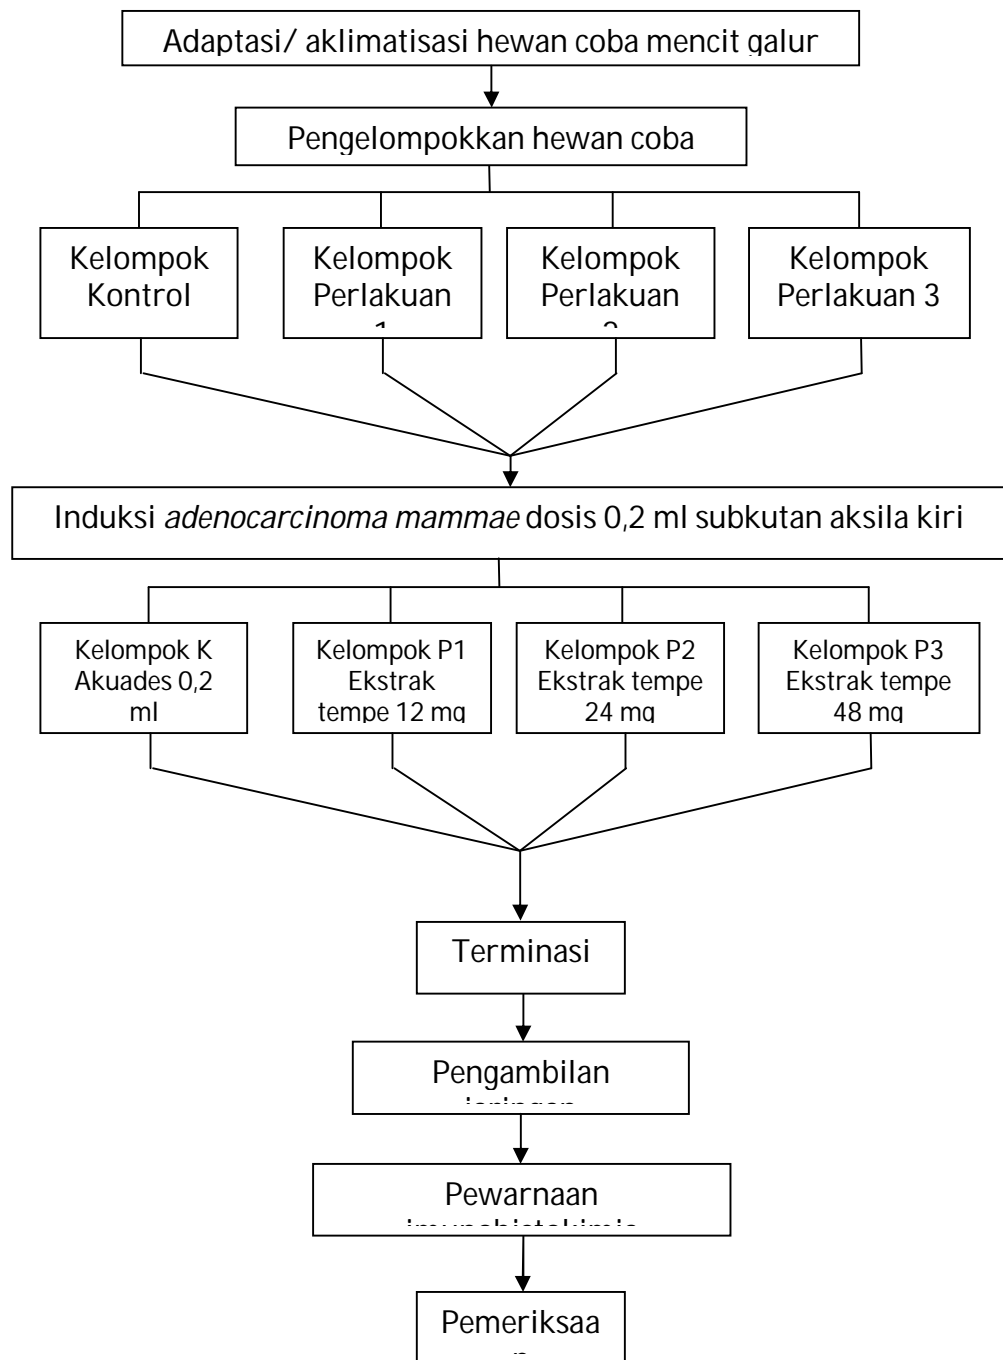 Adaptasi/ aklimatisasi hewan coba mencit galur
Pengelompokkan hewan coba
Kelompok
Kontrol
Kelompok
Perlakuan
Kelompok
Perlakuan
Kelompok
Perlakuan 3
Induksi adenocarcinoma mammae dosis 0,2 ml subkutan aksila kiri
Kelompok K
Akuades 0,2
ml
Kelompok P1
Ekstrak
tempe 12 mg
Kelompok P2
Ekstrak tempe
24 mg
Kelompok P3
Ekstrak tempe
48 mg
Terminasi
Pengambilan
Pewarnaan
Pemeriksaa